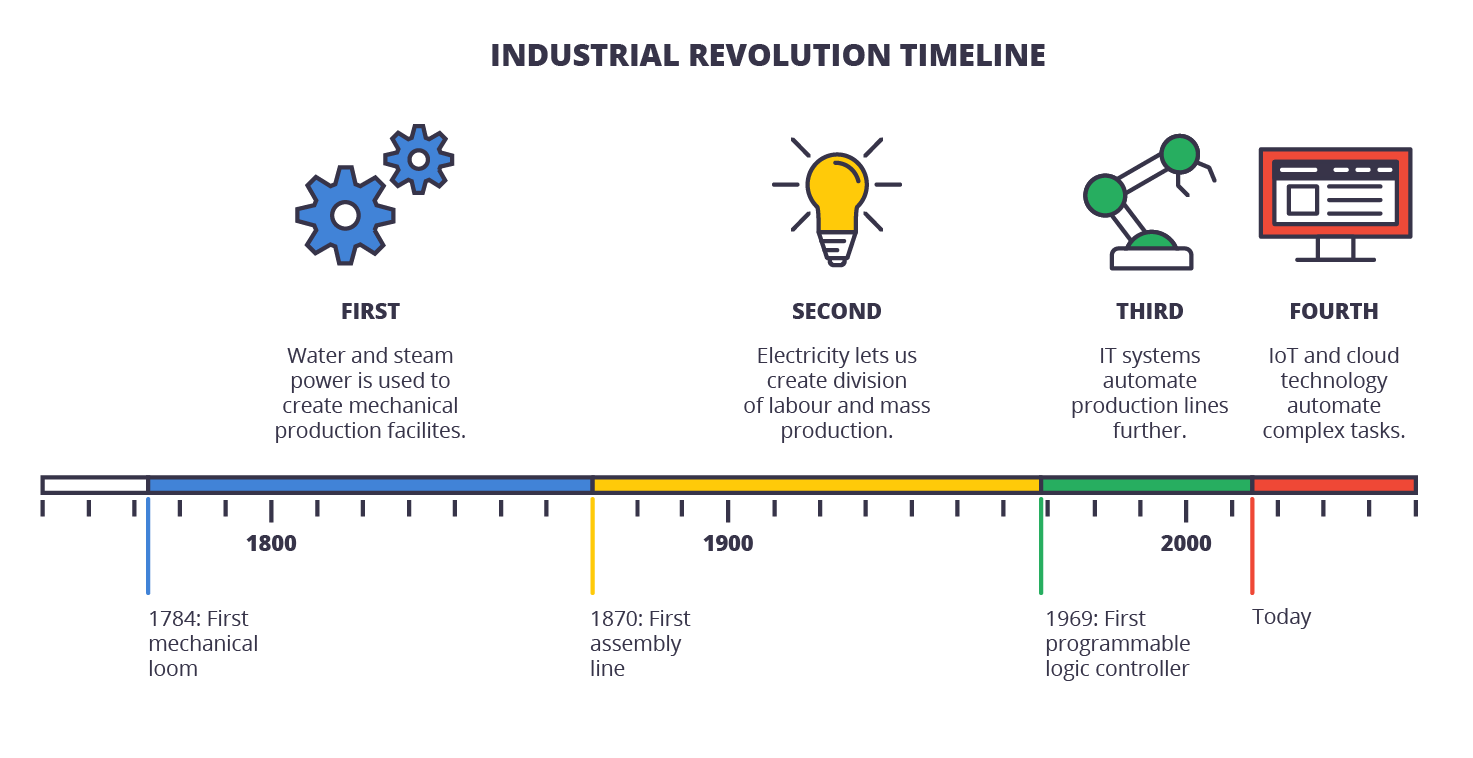 INDUSTRIAL REVOLUTION TIMELINE
FIRST
Water and steam
power is used to
create mechanical
production facilites.
SECOND
Electricity lets us
create division
of labour and mass
production.
THIRD
IT systems
automate
production lines
further.
FOURTH
IoT and cloud
technology
automate
complex tasks.
1800
1900
2000
1784: First
mechanical
loom
1870: First
assembly
line
1969: First
programmable
logic controller
Today